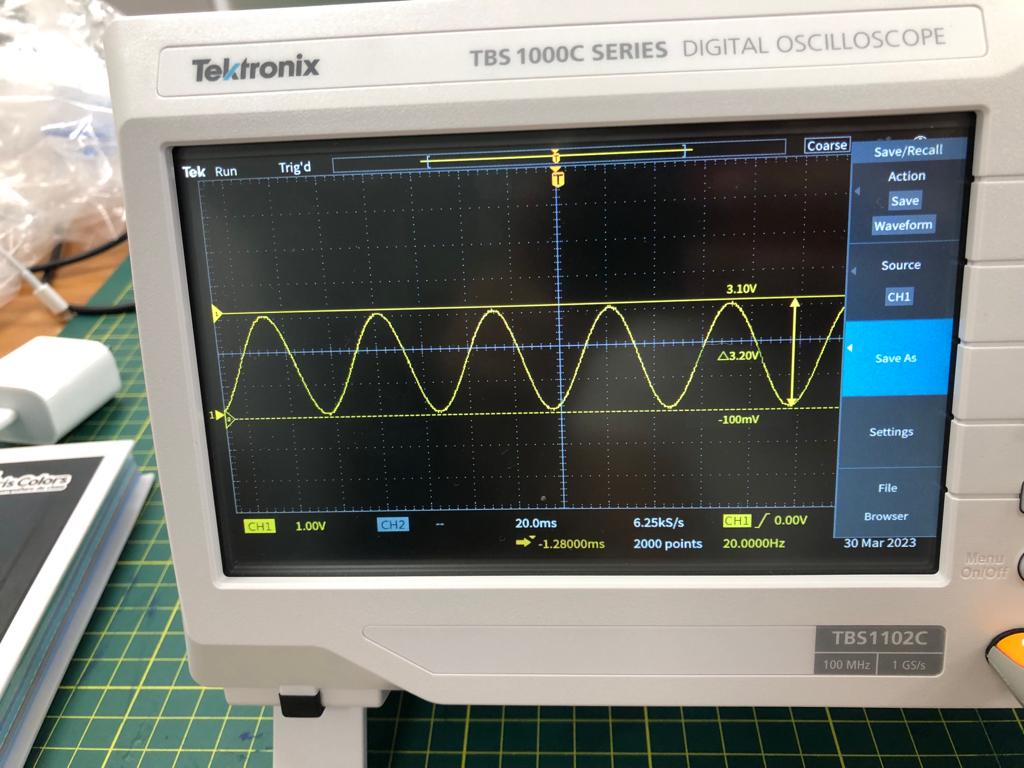 Tektronix
TBS 1000C SERIES DIGITAL OSCILLOSCOPE
Tek Run Trig'd
T
T
Coarse
Save/Recall
Action
Save
Waveform
Source
CH1
Save As
Settings
File
Browser
3.10V
△3.20V
-100mV
1
CH1 1.00V CH2 -- 20.0ms 6.25kS/s CH1 0.00V
-1.28000ms 2000 points 20.0000Hz 30 Mar 2023
Menu
On/Off
TBS1102C
100 MHz 1 GS/s
ris Colors